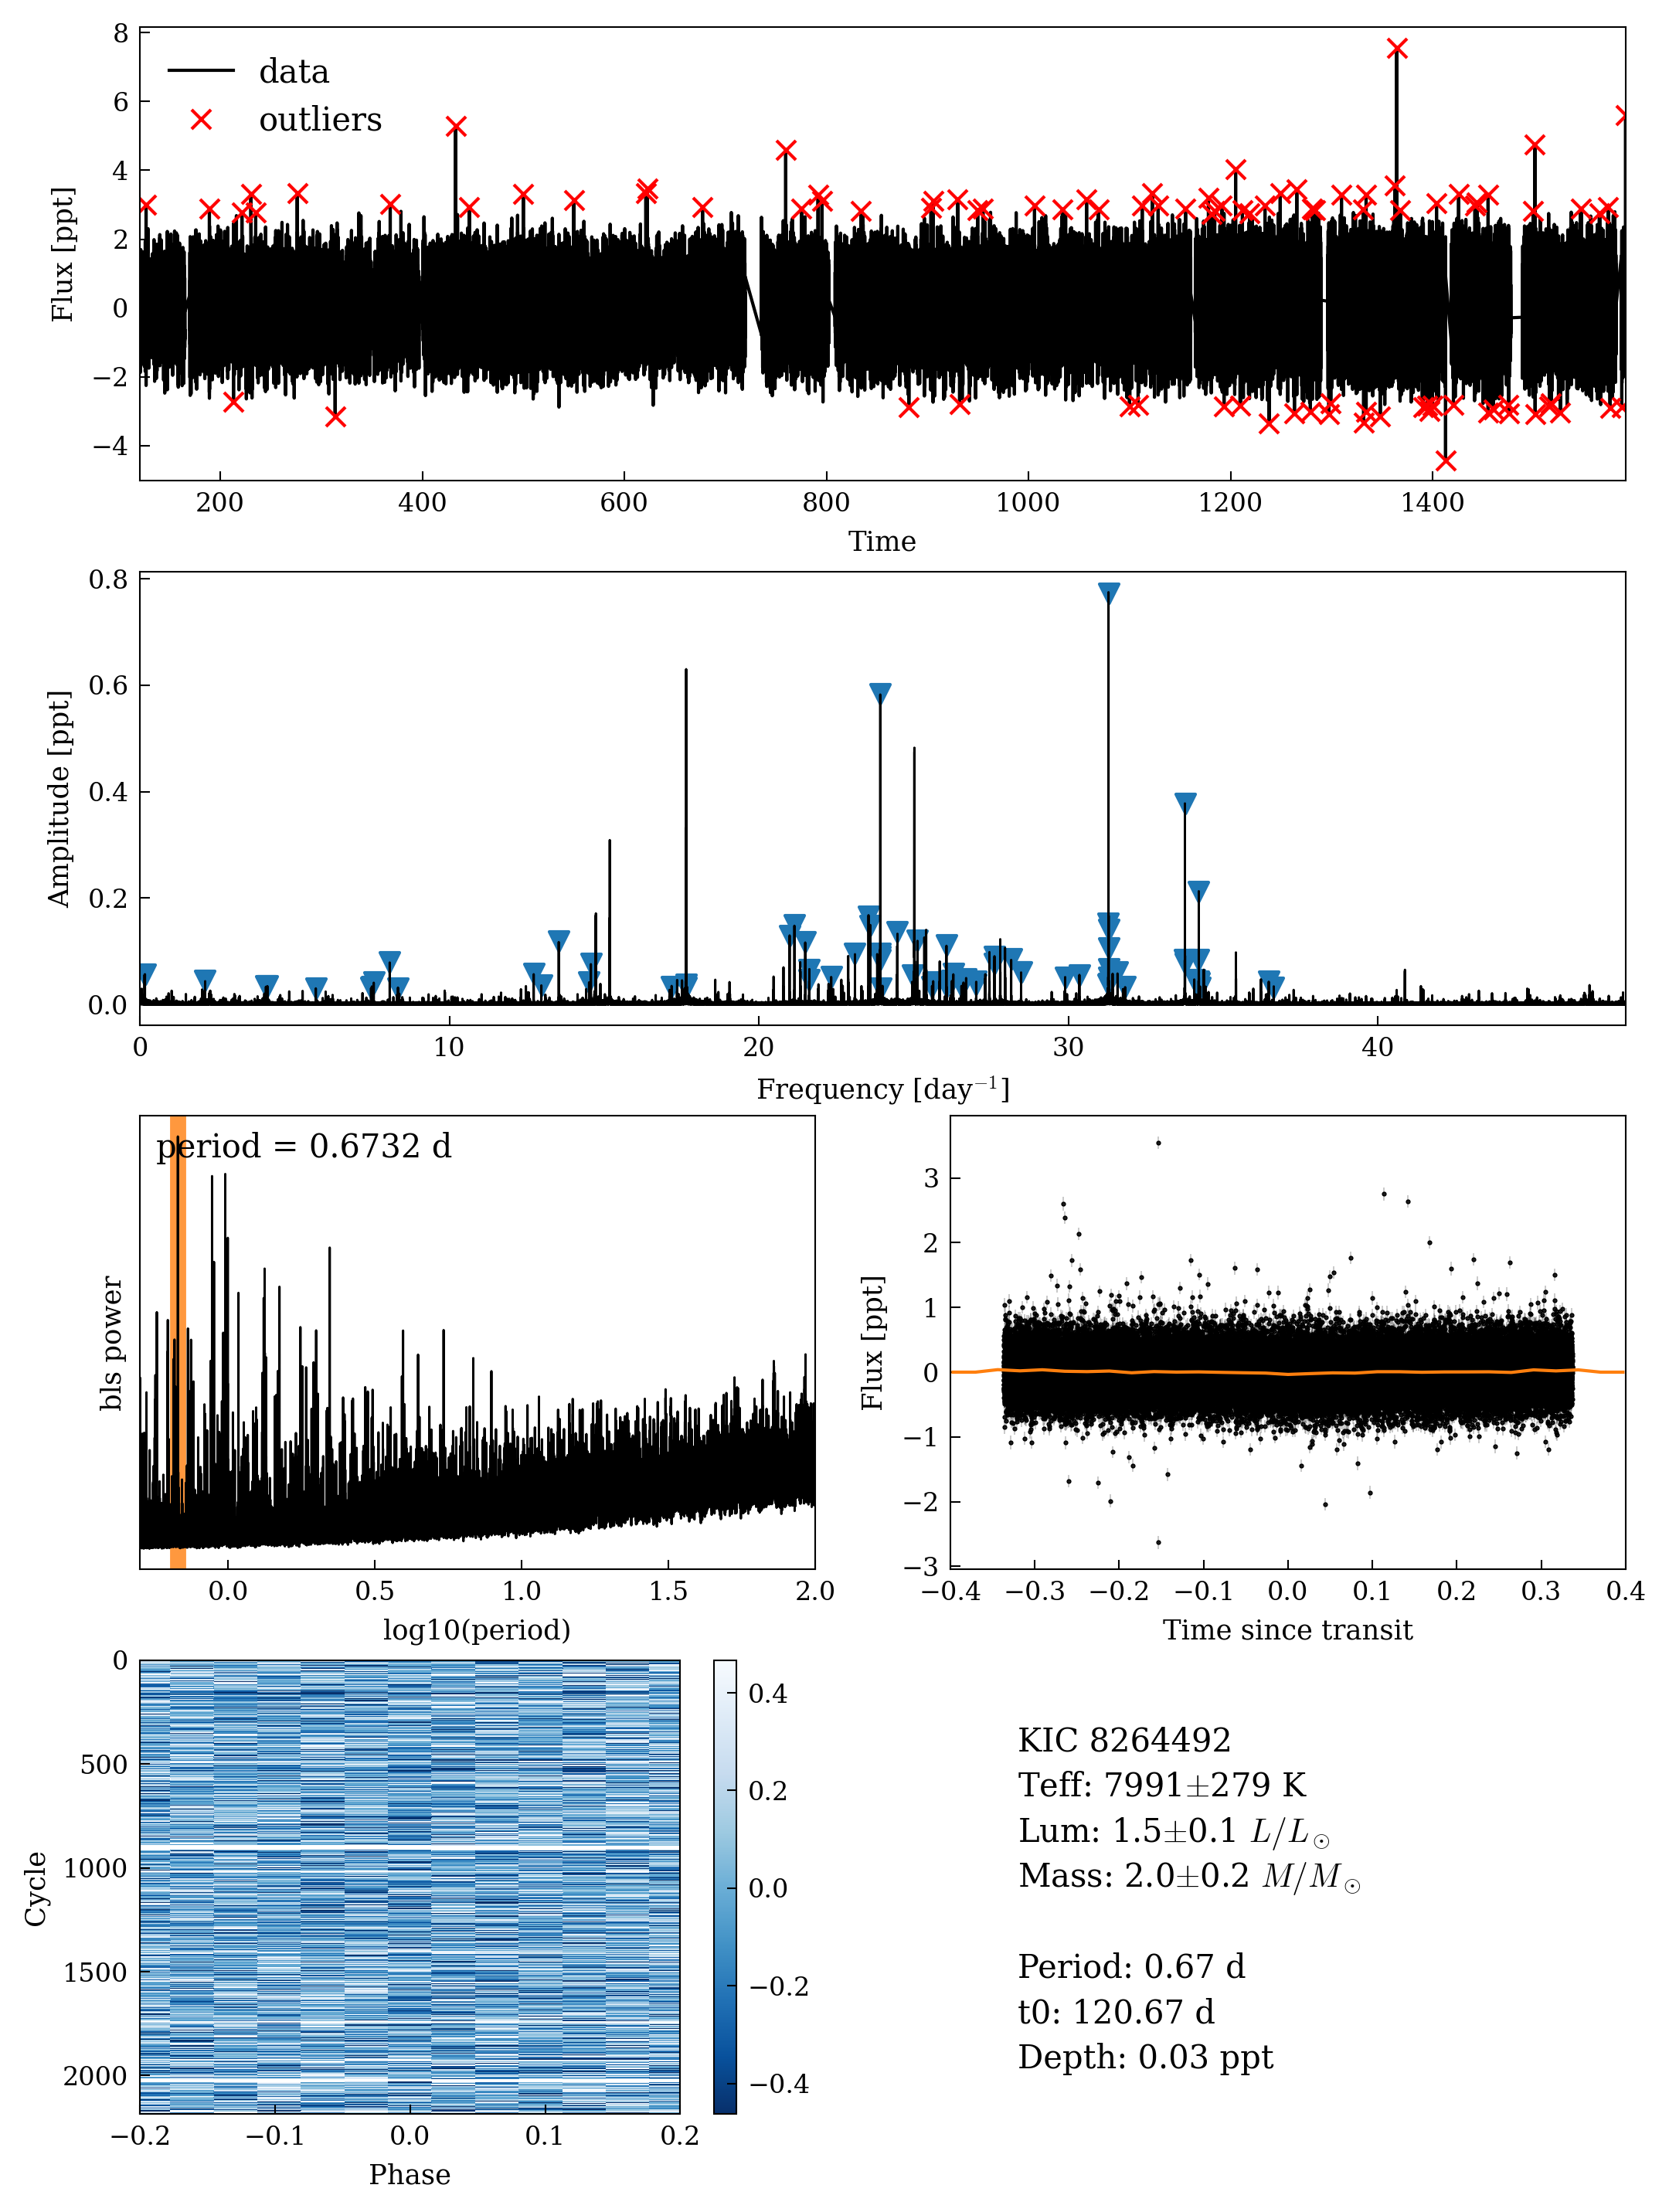 data
outliers
8
6
4
2
0
−2
−4
Flux [ppt]
200 400 600 800 1000 1200 1400
Time
0.8
0.6
0.4
0.2
0.0
Amplitude [ppt]
0 10 20 30 40
Frequency [day⁻¹]
period = 0.6732 d
bls power
0.0 0.5 1.0 1.5 2.0
log10(period)
3
2
1
0
−1
−2
−3
Flux [ppt]
−0.4 −0.3 −0.2 −0.1 0.0 0.1 0.2 0.3 0.4
Time since transit
0
500
1000
1500
2000
Cycle
−0.2 −0.1 0.0 0.1 0.2
Phase
0.4
0.2
0.0
−0.2
−0.4
KIC 8264492
Teff: 7991±279 K
Lum: 1.5±0.1 L/L⊙
Mass: 2.0±0.2 M/M⊙
Period: 0.67 d
t0: 120.67 d
Depth: 0.03 ppt